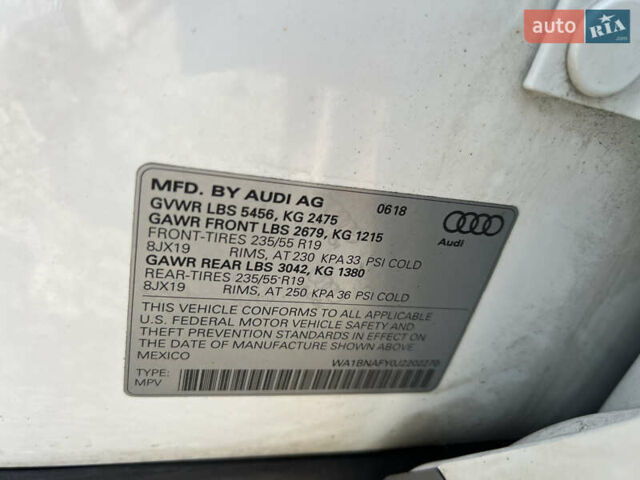 auto RIA
.com
MFD. BY AUDI AG 0618
GVWR LBS 5456, KG 2475
GAWR FRONT LBS 2679, KG 1215
FRONT-TIRES 235/55 R19
8JX19 RIMS, AT 230 KPA 33 PSI COLD
GAWR REAR LBS 3042, KG 1380
REAR-TIRES 235/55 R19
8JX19 RIMS, AT 250 KPA 36 PSI COLD
Audi
THIS VEHICLE CONFORMS TO ALL APPLICABLE
U.S. FEDERAL MOTOR VEHICLE SAFETY AND
THEFT PREVENTION STANDARDS IN EFFECT ON
THE DATE OF MANUFACTURE SHOWN ABOVE.
MEXICO
WA1BNAFY0J2202270
TYPE:
MPV